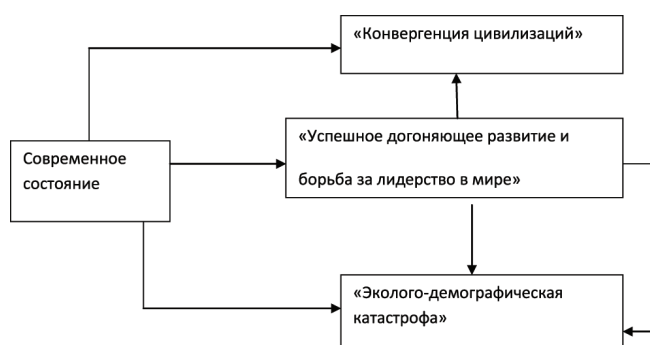 «Конвергенция цивилизаций»
«Успешное догоняющее развитие и
борьба за лидерство в мире»
Современное
состояние
«Эколого-демографическая
катастрофа»